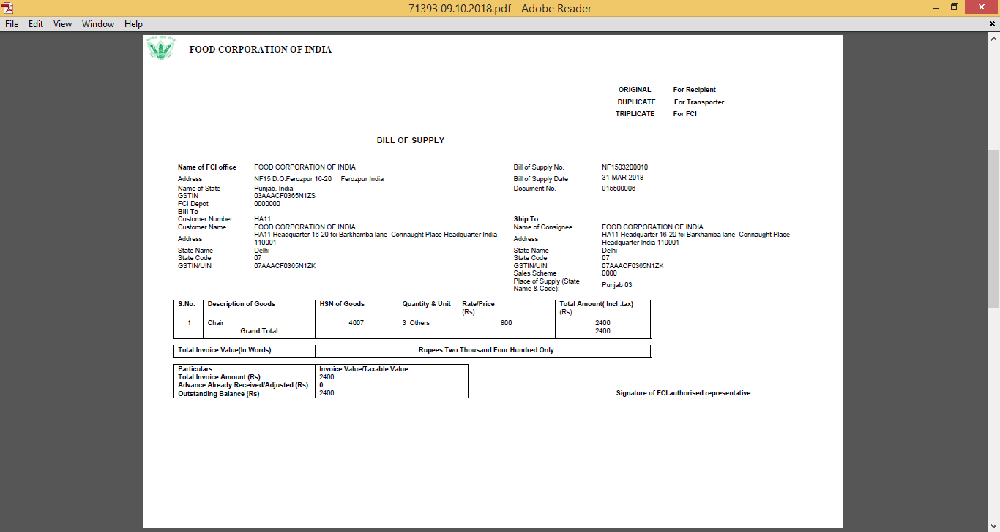 71393 09.10.2018.pdf - Adobe Reader
File Edit View Window Help
FOOD CORPORATION OF INDIA
ORIGINAL For Recipient
DUPLICATE For Transporter
TRIPLICATE For FCI
BILL OF SUPPLY
Name of FCI office FOOD CORPORATION OF INDIA Bill of Supply No. NF1503200010
Address NF15 D.O.Ferozpur 16-20 Ferozpur India Bill of Supply Date 31-MAR-2018
Name of State Punjab, India Document No. 915500006
GSTIN 03AAACF0365N1ZS
FCI Depot 0000000
Bill To
Customer Number HA11 Ship To
Customer Name FOOD CORPORATION OF INDIA Name of Consignee FOOD CORPORATION OF INDIA
Address HA11 Headquarter 16-20 fci Barkhamba lane Connaught Place Headquarter India 110001 Address HA11 Headquarter 16-20 fci Barkhamba lane Connaught Place Headquarter India 110001
State Name Delhi State Name Delhi
State Code 07 State Code 07
GSTIN/UIN 07AAACF0365N1ZK GSTIN/UIN 07AAACF0365N1ZK
Sales Scheme 0000
Place of Supply (State Name & Code): Punjab 03
S.No. Description of Goods HSN of Goods Quantity & Unit Rate/Price (Rs) Total Amount( Incl .tax) (Rs)
1 Chair 4007 3 Others 800 2400
Grand Total 2400
Total Invoice Value(In Words) Rupees Two Thousand Four Hundred Only
Particulars Invoice Value/Taxable Value
Total Invoice Amount (Rs) 2400
Advance Already Received/Adjusted (Rs) 0
Outstanding Balance (Rs) 2400
Signature of FCI authorised representative